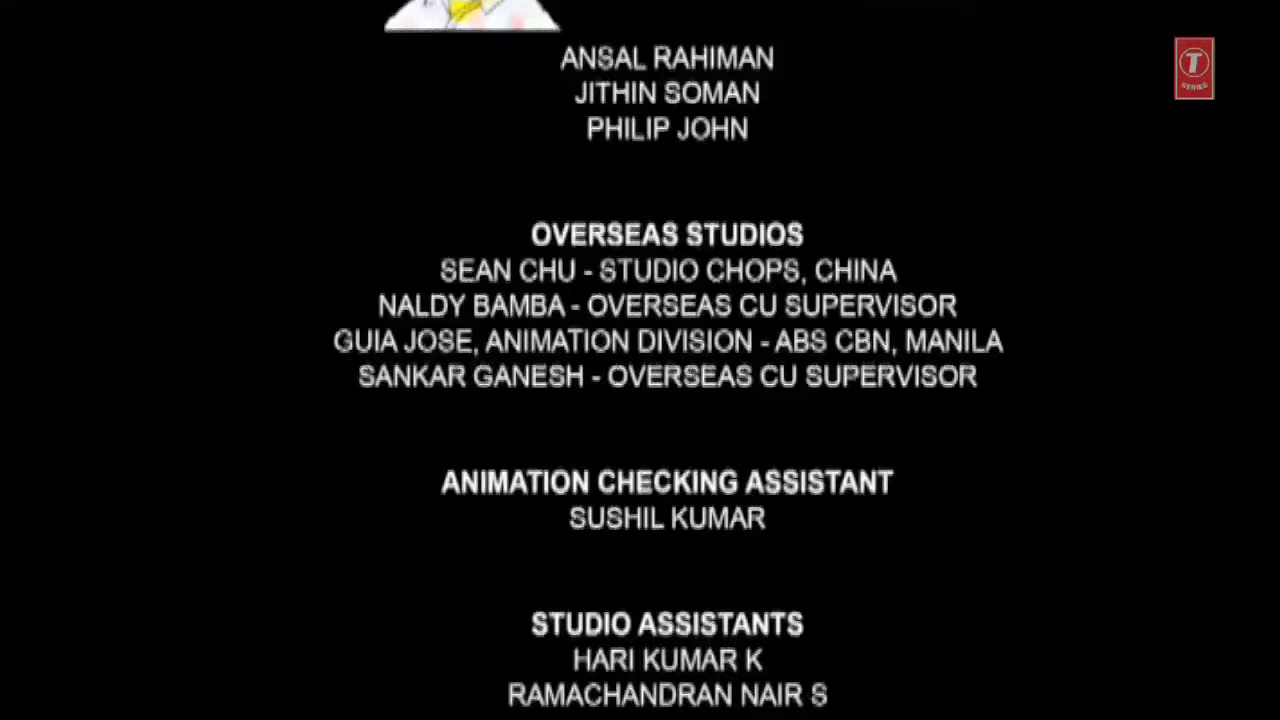 ANSAL RAHIMAN
JITHIN SOMAN
PHILIP JOHN
OVERSEAS STUDIOS
SEAN CHU - STUDIO CHOPS, CHINA
NALDY BAMBA - OVERSEAS CU SUPERVISOR
GUIA JOSE, ANIMATION DIVISION - ABS CBN, MANILA
SANKAR GANESH - OVERSEAS CU SUPERVISOR
ANIMATION CHECKING ASSISTANT
SUSHIL KUMAR
STUDIO ASSISTANTS
HARI KUMAR K
RAMACHANDRAN NAIR S
T
SERIES